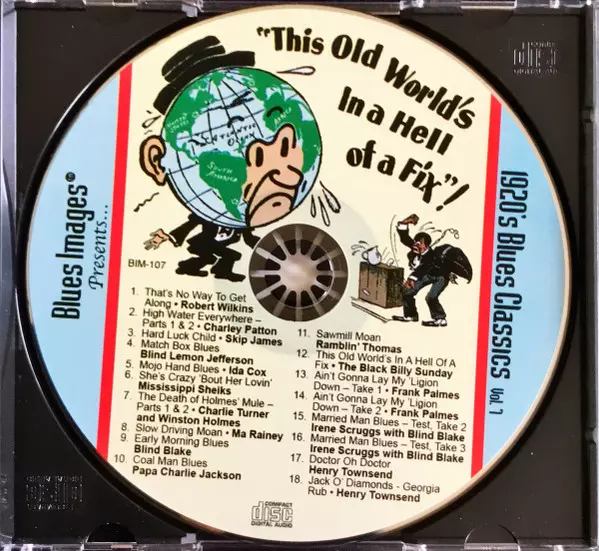 "This Old World's
In a Hell
of a Fix"!
Blues Images®
Presents...
1920's Blues Classics Vol. 7
BIM-107
1. That's No Way To Get
Along • Robert Wilkins
2. High Water Everywhere –
Parts 1 & 2 • Charley Patton
3. Hard Luck Child • Skip James
4. Match Box Blues
Blind Lemon Jefferson
5. Mojo Hand Blues • Ida Cox
6. She's Crazy 'Bout Her Lovin'
Mississippi Sheiks
7. The Death of Holmes' Mule –
Parts 1 & 2 • Charlie Turner
and Winston Holmes
8. Slow Driving Moan • Ma Rainey
9. Early Morning Blues
Blind Blake
10. Coal Man Blues
Papa Charlie Jackson
11. Sawmill Moan
Ramblin' Thomas
12. This Old World's In A Hell Of A
Fix • The Black Billy Sunday
13. Ain't Gonna Lay My 'Ligion
Down – Take 1 • Frank Palmes
14. Ain't Gonna Lay My 'Ligion
Down – Take 2 • Frank Palmes
15. Married Man Blues – Test, Take 2
Irene Scruggs with Blind Blake
16. Married Man Blues – Test, Take 3
Irene Scruggs with Blind Blake
17. Doctor Oh Doctor
Henry Townsend
18. Jack O' Diamonds - Georgia
Rub • Henry Townsend
COMPACT
disc
DIGITAL AUDIO
United
States
Atlantic
Ocean
South
America
disc